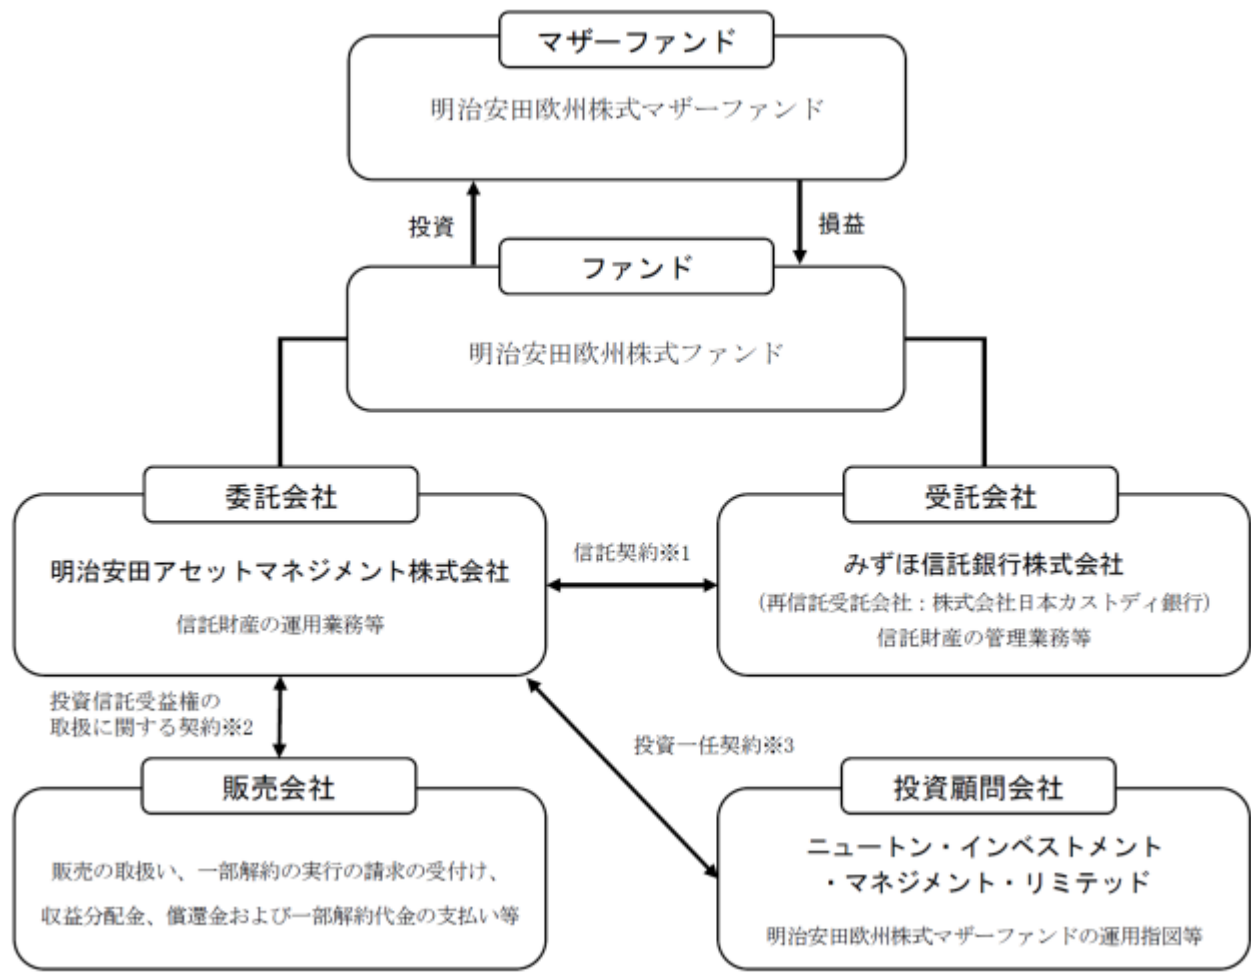 マザーファンド
明治安田欧州株式マザーファンド
投資
損益
ファンド
明治安田欧州株式ファンド
委託会社
明治安田アセットマネジメント株式会社
信託財産の運用業務等
信託契約※1
受託会社
みずほ信託銀行株式会社
(再信託受託会社：株式会社日本カストディ銀行)
信託財産の管理業務等
投資信託受益権の
取扱に関する契約※2
投資一任契約※3
販売会社
販売の取扱い、一部解約の実行の請求の受付け、
収益分配金、償還金および一部解約代金の支払い等
投資顧問会社
ニュートン・インベストメント
・マネジメント・リミテッド
明治安田欧州株式マザーファンドの運用指図等